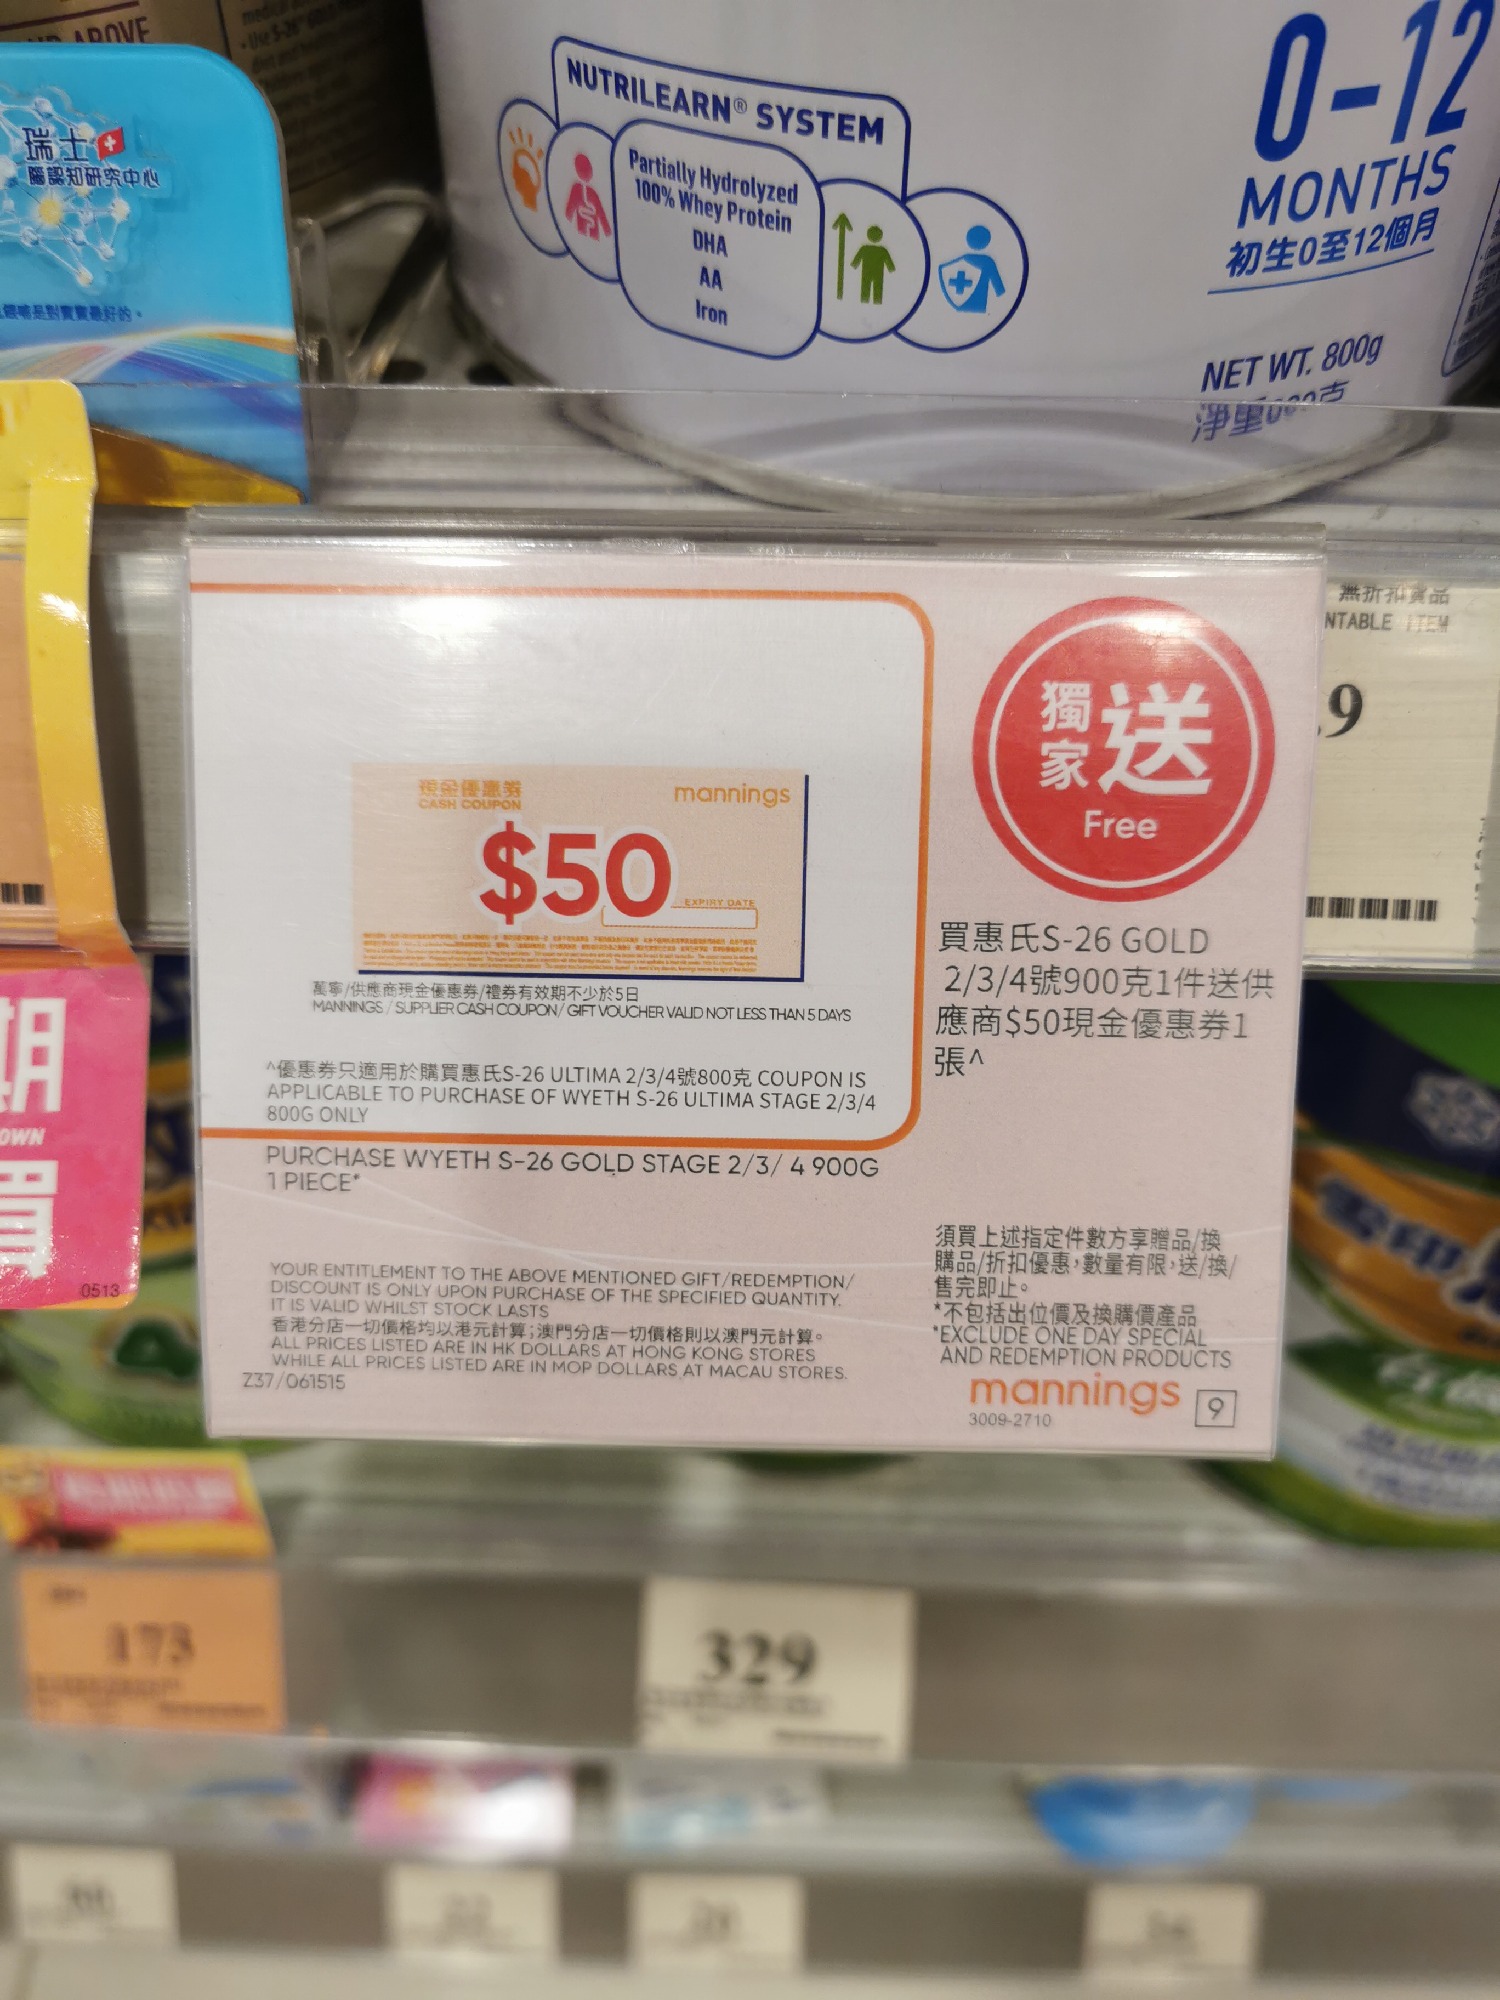 瑞士
腦認知研究中心
NUTRILEARN® SYSTEM
Partially Hydrolyzed
100% Whey Protein
DHA
AA
Iron
0-12
MONTHS
初生0至12個月
NET WT. 800g
現金優惠券
CASH COUPON
mannings
$50
EXPIRY DATE
萬寧/供應商現金優惠券/禮券有效期不少於5日
MANNINGS / SUPPLIER CASH COUPON/ GIFT VOUCHER VALID NOT LESS THAN 5 DAYS
^優惠券只適用於購買惠氏S-26 ULTIMA 2/3/4號800克 COUPON IS
APPLICABLE TO PURCHASE OF WYETH S-26 ULTIMA STAGE 2/3/4
800G ONLY
PURCHASE WYETH S-26 GOLD STAGE 2/3/ 4 900G
1 PIECE*
YOUR ENTITLEMENT TO THE ABOVE MENTIONED GIFT/REDEMPTION/
DISCOUNT IS ONLY UPON PURCHASE OF THE SPECIFIED QUANTITY.
IT IS VALID WHILST STOCK LASTS
香港分店一切價格均以港元計算;澳門分店一切價格則以澳門元計算。
ALL PRICES LISTED ARE IN HK DOLLARS AT HONG KONG STORES
WHILE ALL PRICES LISTED ARE IN MOP DOLLARS AT MACAU STORES.
Z37/061515
獨家送
Free
買惠氏S-26 GOLD
2/3/4號900克1件送供
應商$50現金優惠券1
張^
須買上述指定件數方享贈品/換
購品/折扣優惠,數量有限,送/換/
售完即止。
*不包括出位價及換購價產品
*EXCLUDE ONE DAY SPECIAL
AND REDEMPTION PRODUCTS
mannings
3009-2710
9
NTABLE ITEM
9
期
OWN
買
0513
173
329